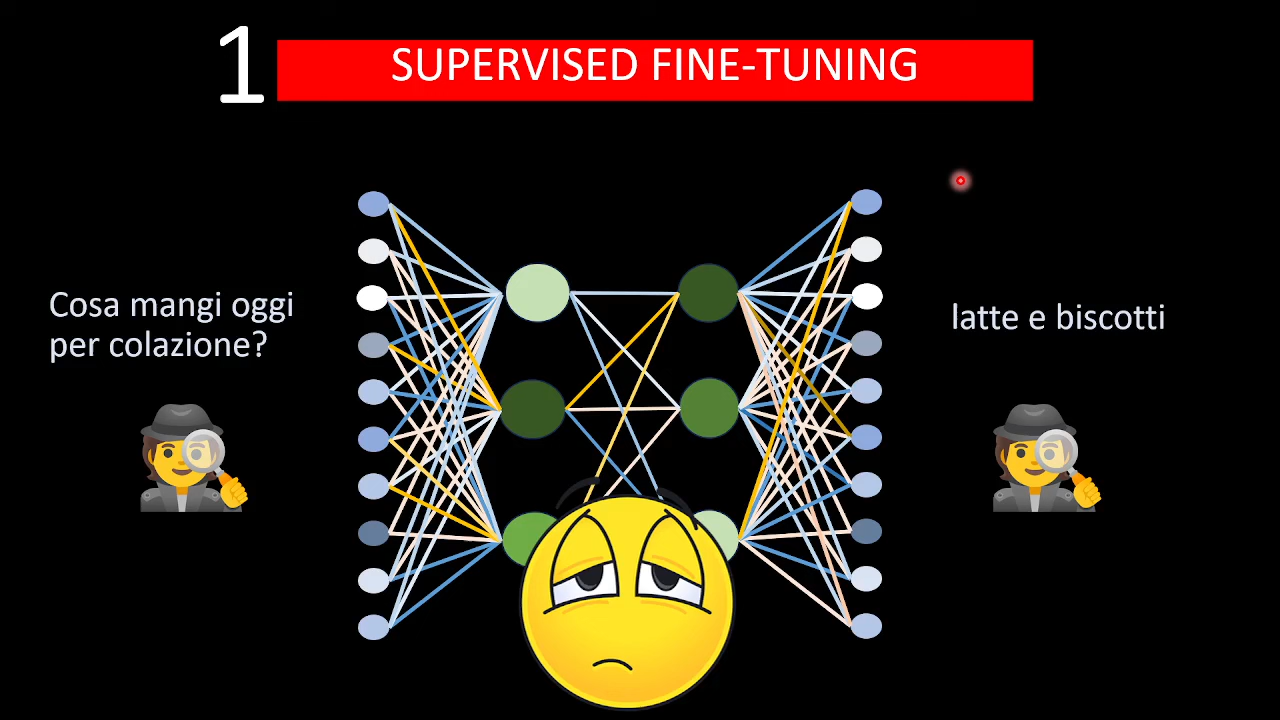 1
SUPERVISED FINE-TUNING
Cosa mangi oggi
per colazione?
latte e biscotti